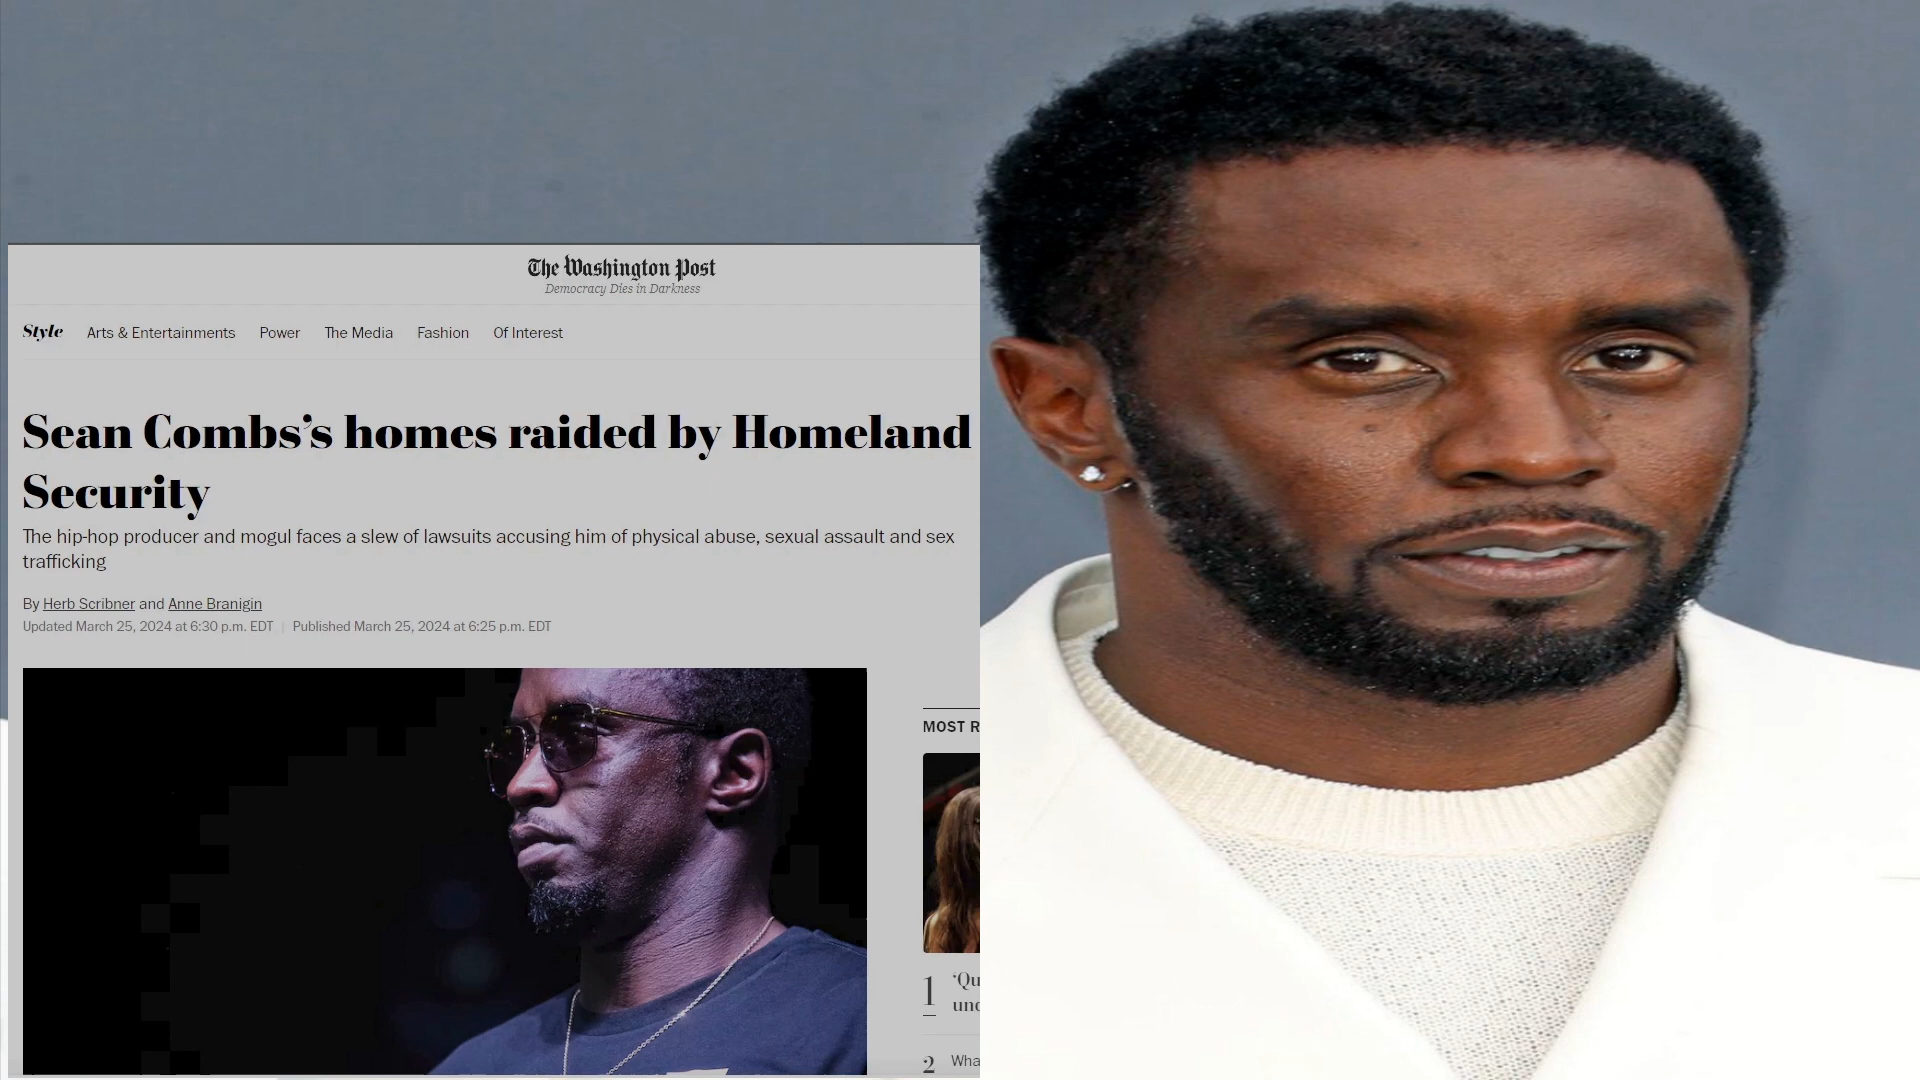 The Washington Post
Democracy Dies in Darkness
Style Arts & Entertainments Power The Media Fashion Of Interest
Sean Combs’s homes raided by Homeland
Security
The hip-hop producer and mogul faces a slew of lawsuits accusing him of physical abuse, sexual assault and sex
trafficking
By Herb Scribner and Anne Branigin
Updated March 25, 2024 at 6:30 p.m. EDT | Published March 25, 2024 at 6:25 p.m. EDT
MOST
1
2